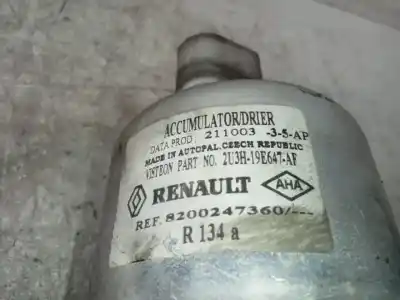 ACCUMULATOR/DRIER
DATA PROD 211003 -3-5-AP
MADE IN AUTOPAL,CZECH REPUBLIC
VISTEON PART NO. 2U3H-19E647-AF
RENAULT AHA
REF. 8200247360/---
R 134 a